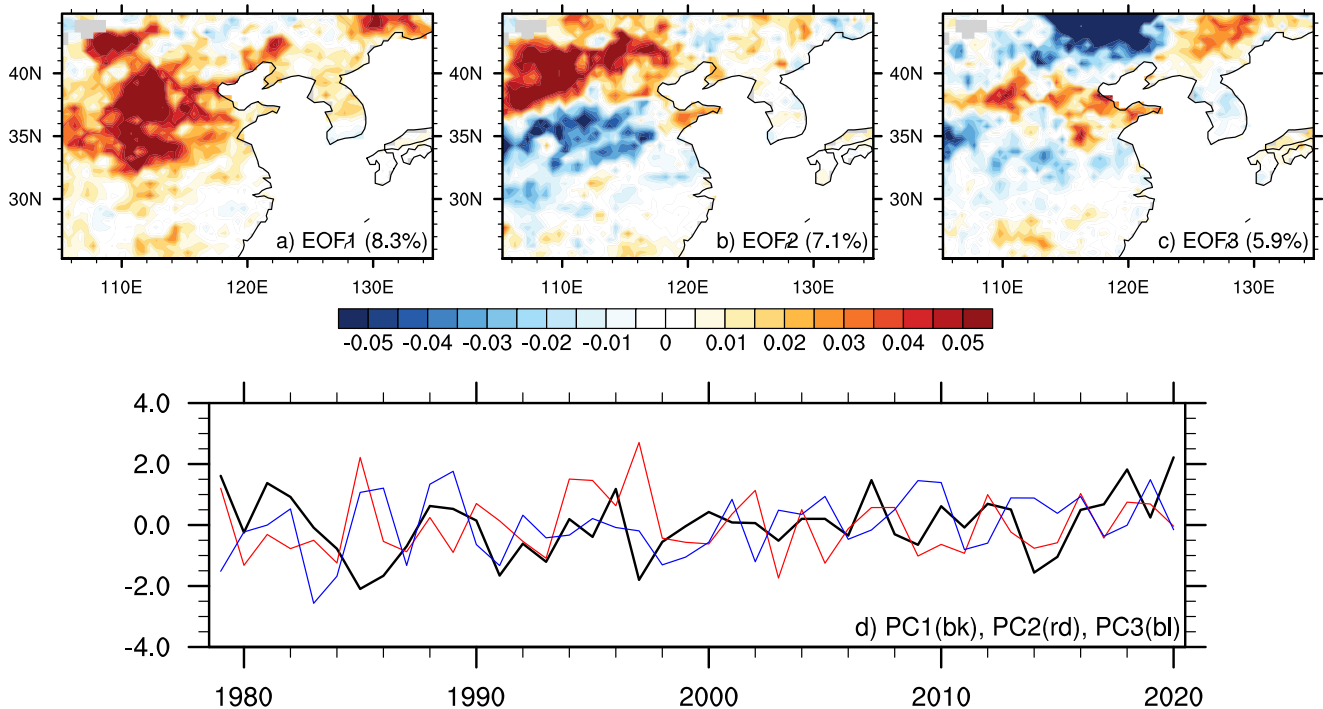 40N
35N
30N
110E 120E 130E
a) EOF1 (8.3%)
40N
35N
30N
110E 120E 130E
b) EOF2 (7.1%)
40N
35N
30N
110E 120E 130E
c) EOF3 (5.9%)
-0.05 -0.04 -0.03 -0.02 -0.01 0 0.01 0.02 0.03 0.04 0.05
4.0
2.0
0.0
-2.0
-4.0
d) PC1(bk), PC2(rd), PC3(bl)
1980 1990 2000 2010 2020